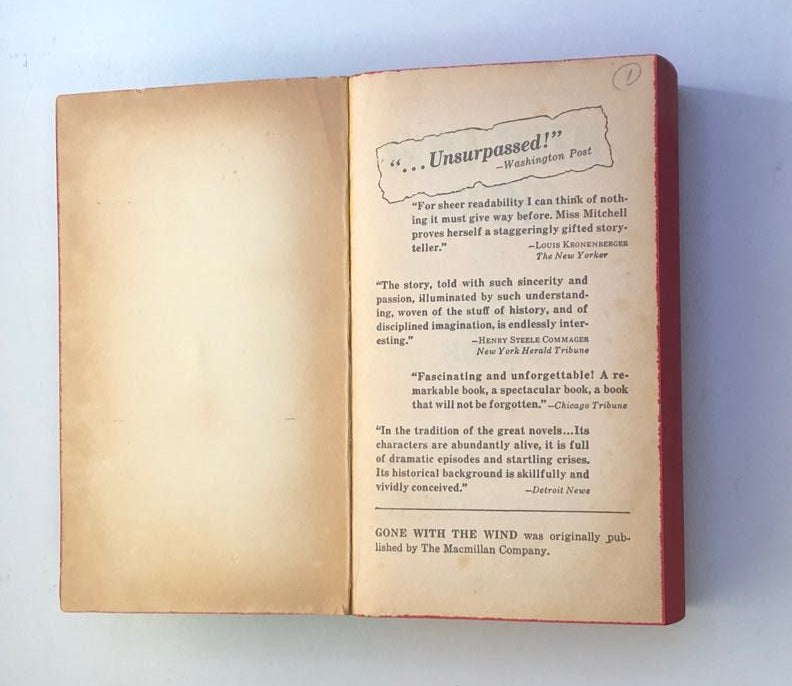 1
"...Unsurpassed!"
—Washington Post
"For sheer readability I can think of noth-
ing it must give way before. Miss Mitchell
proves herself a staggeringly gifted story-
teller."
—LOUIS KRONENBERGER
The New Yorker
"The story, told with such sincerity and
passion, illuminated by such understand-
ing, woven of the stuff of history, and of
disciplined imagination, is endlessly inter-
esting."
—HENRY STEELE COMMAGER
New York Herald Tribune
"Fascinating and unforgettable! A re-
markable book, a spectacular book, a book
that will not be forgotten."—Chicago Tribune
"In the tradition of the great novels...Its
characters are abundantly alive, it is full
of dramatic episodes and startling crises.
Its historical background is skillfully and
vividly conceived."
—Detroit News
GONE WITH THE WIND was originally pub-
lished by The Macmillan Company.